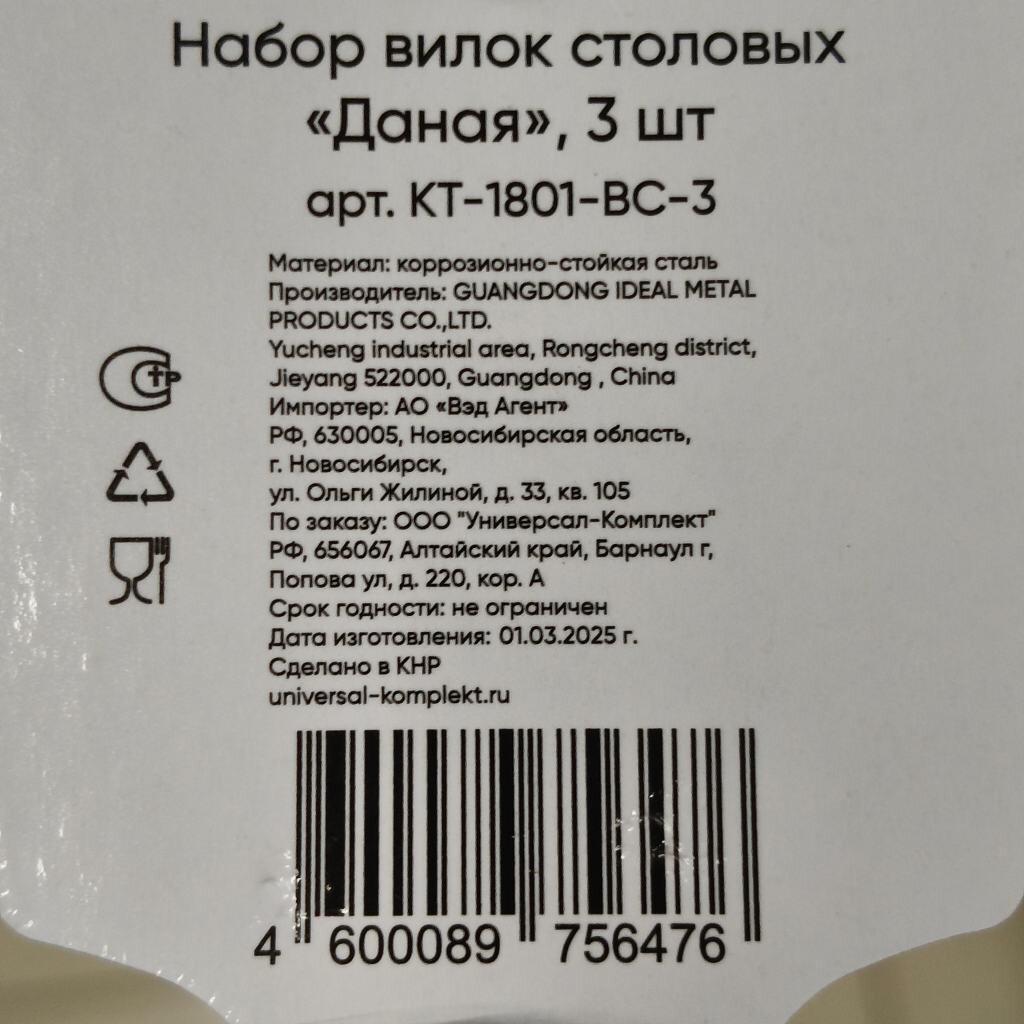 Набор вилок столовых
«Даная», 3 шт
арт. КТ-1801-ВС-3
Материал: коррозионно-стойкая сталь
Производитель: GUANGDONG IDEAL METAL
PRODUCTS CO.,LTD.
Yucheng industrial area, Rongcheng district,
Jieyang 522000, Guangdong , China
Импортер: АО «Вэд Агент»
РФ, 630005, Новосибирская область,
г. Новосибирск,
ул. Ольги Жилиной, д. 33, кв. 105
По заказу: ООО "Универсал-Комплект"
РФ, 656067, Алтайский край, Барнаул г,
Попова ул, д. 220, кор. А
Срок годности: не ограничен
Дата изготовления: 01.03.2025 г.
Сделано в КНР
universal-komplekt.ru
4 600089 756476